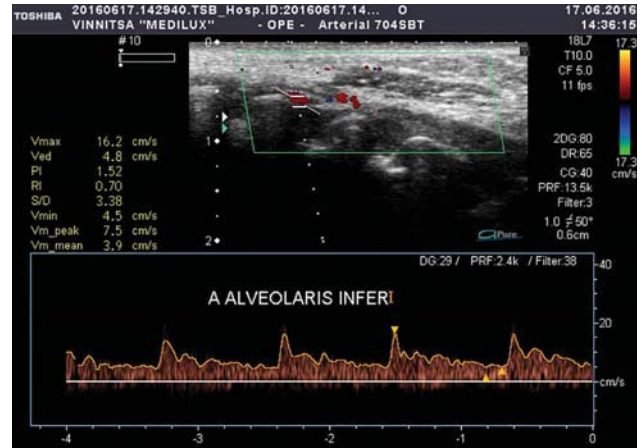 TOSHIBA
20160617.142940.TSB_Hosp.ID:20160617.14... O 17.06.2016
VINNITSA "MEDILUX" - OPE - Arterial 704SBT 14:36:15
#10
0
18L7
T10.0
CF 5.0
11 fps
17.3
1
Vmax 16.2 cm/s
Ved 4.8 cm/s
PI 1.52
RI 0.70
S/D 3.38
Vmin 4.5 cm/s
Vm_peak 7.5 cm/s
Vm_mean 3.9 cm/s
2DG:80
DR:65
CG:40
PRF:13.5k
Filter:3
17.3
cm/s
1.0 50°
0.6cm
2
APure
DG:29 / PRF:2.4k / Filter:38
40
A ALVEOLARIS INFERI
20
cm/s
-4 -3 -2 -1 0